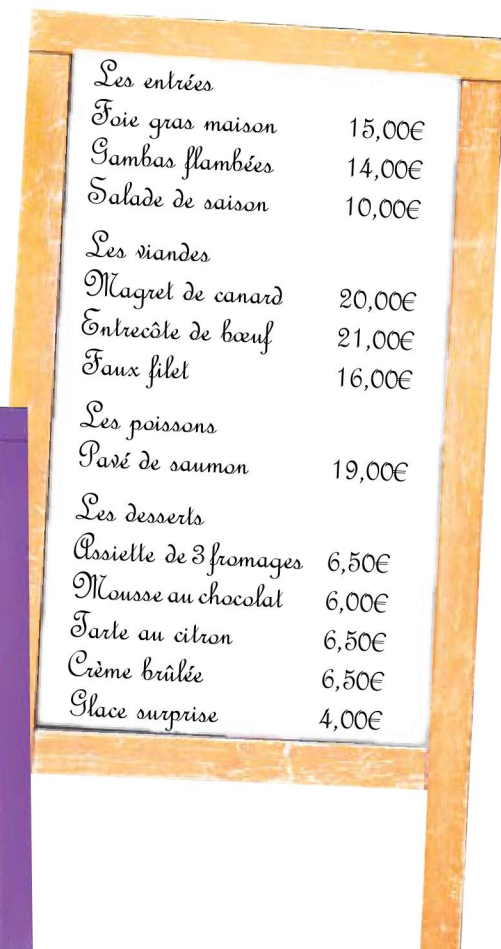 Les entrées
Foie gras maison 15,00€
Gambas flambées 14,00€
Salade de saison 10,00€
Les viandes
Magret de canard 20,00€
Entrecôte de bœuf 21,00€
Faux filet 16,00€
Les poissons
Pavé de saumon 19,00€
Les desserts
Assiette de 3 fromages 6,50€
Mousse au chocolat 6,00€
Tarte au citron 6,50€
Crème brûlée 6,50€
Glace surprise 4,00€